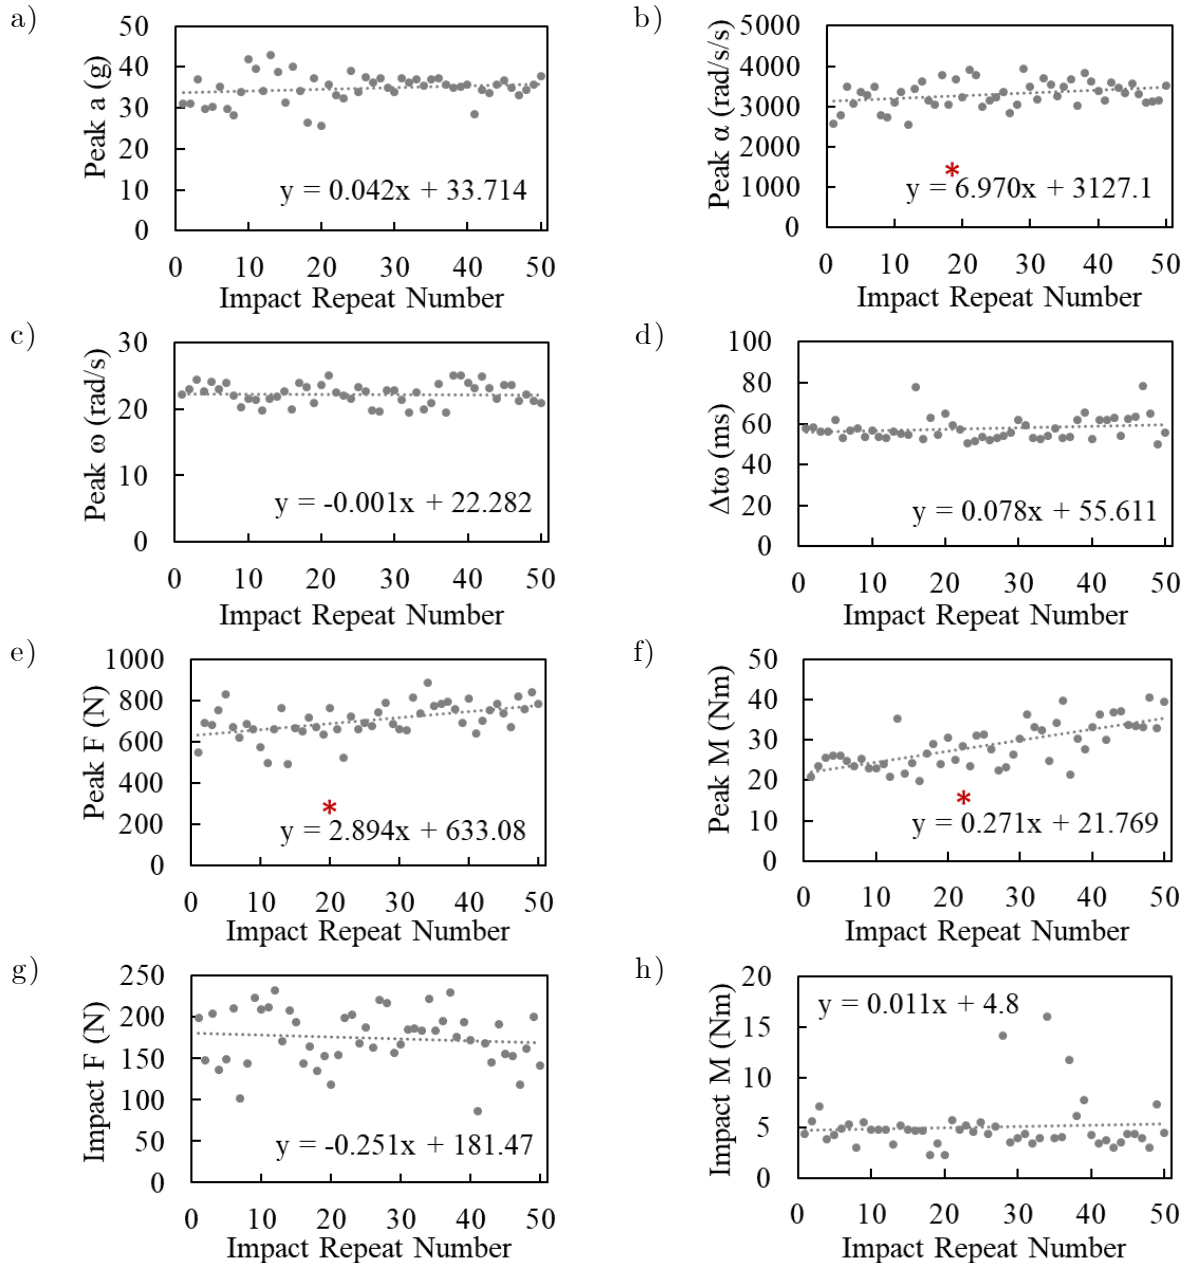 a)
Peak a (g)
50
40
30
20
10
0
y = 0.042x + 33.714
0 10 20 30 40 50
Impact Repeat Number
b)
Peak α (rad/s/s)
5000
4000
3000
2000
1000
0
*
y = 6.970x + 3127.1
0 10 20 30 40 50
Impact Repeat Number
c)
Peak ω (rad/s)
30
20
10
0
y = -0.001x + 22.282
0 10 20 30 40 50
Impact Repeat Number
d)
Δtω (ms)
100
80
60
40
20
0
y = 0.078x + 55.611
0 10 20 30 40 50
Impact Repeat Number
e)
Peak F (N)
1000
800
600
400
200
0
*
y = 2.894x + 633.08
0 10 20 30 40 50
Impact Repeat Number
f)
Peak M (Nm)
50
40
30
20
10
0
*
y = 0.271x + 21.769
0 10 20 30 40 50
Impact Repeat Number
g)
Impact F (N)
250
200
150
100
50
0
y = -0.251x + 181.47
0 10 20 30 40 50
Impact Repeat Number
h)
Impact M (Nm)
20
15
10
5
0
y = 0.011x + 4.8
0 10 20 30 40 50
Impact Repeat Number